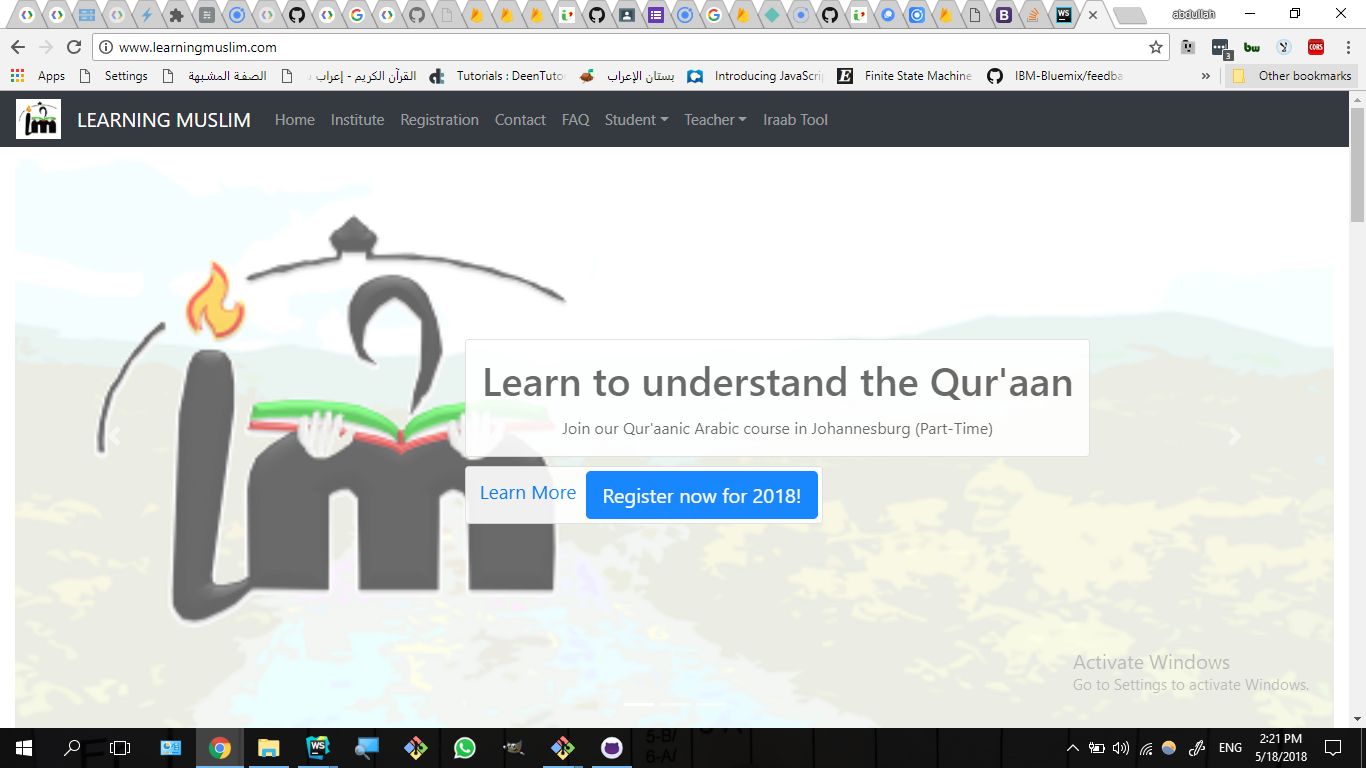 abdullah
www.learningmuslim.com
Apps Settings الصفة المشبهة القرآن الكريم - إعراب Tutorials : DeenTuto بستان الإعراب Introducing JavaScri Finite State Machine IBM-Bluemix/feedba » Other bookmarks
LEARNING MUSLIM Home Institute Registration Contact FAQ Student Teacher Iraab Tool
Learn to understand the Qur'aan
Join our Qur'aanic Arabic course in Johannesburg (Part-Time)
Learn More Register now for 2018!
Activate Windows
Go to Settings to activate Windows.
5-B/
6-A/
ENG 2:21 PM
5/18/2018